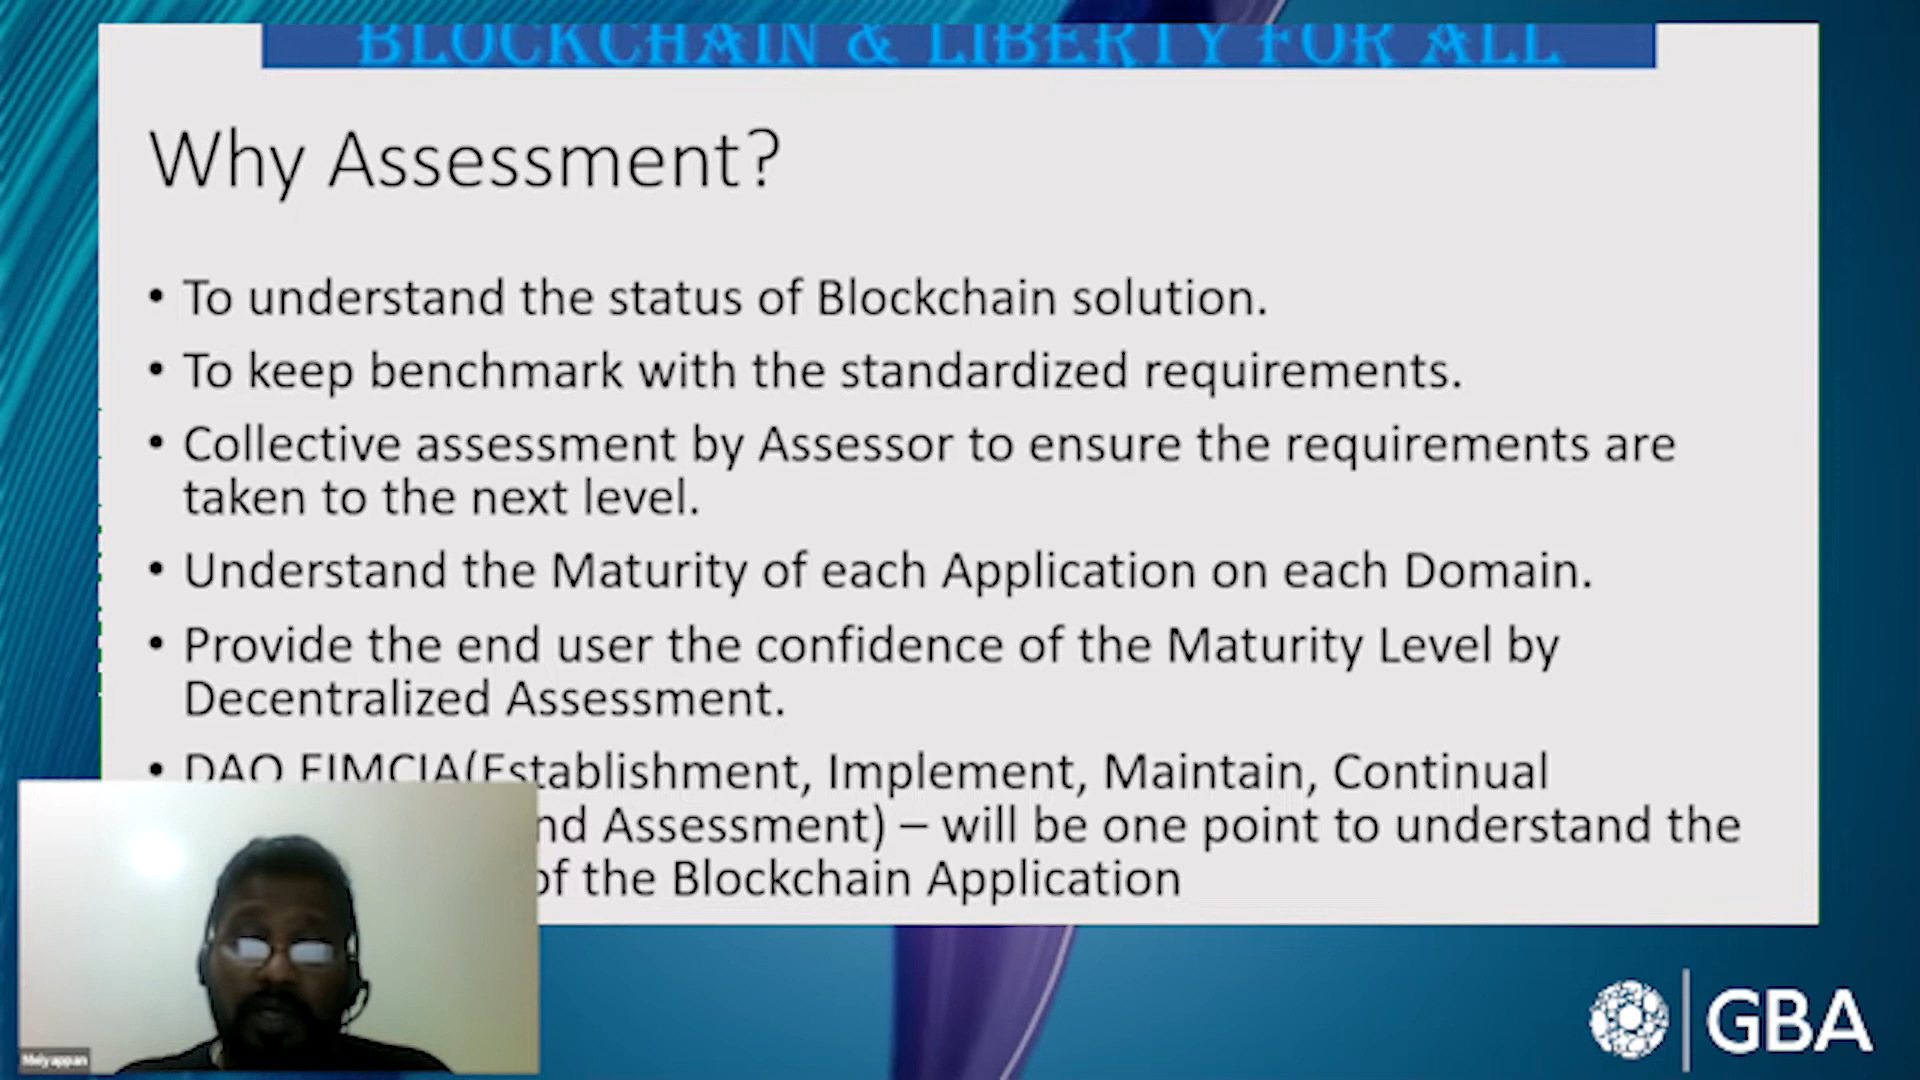 BLOCKCHAIN & LIBERTY FOR ALL
Why Assessment?
• To understand the status of Blockchain solution.
• To keep benchmark with the standardized requirements.
• Collective assessment by Assessor to ensure the requirements are
taken to the next level.
• Understand the Maturity of each Application on each Domain.
• Provide the end user the confidence of the Maturity Level by
Decentralized Assessment.
• DAO EIMCIA(Establishment, Implement, Maintain, Continual
Assessment) – will be one point to understand the
of the Blockchain Application
Meiyappan
GBA